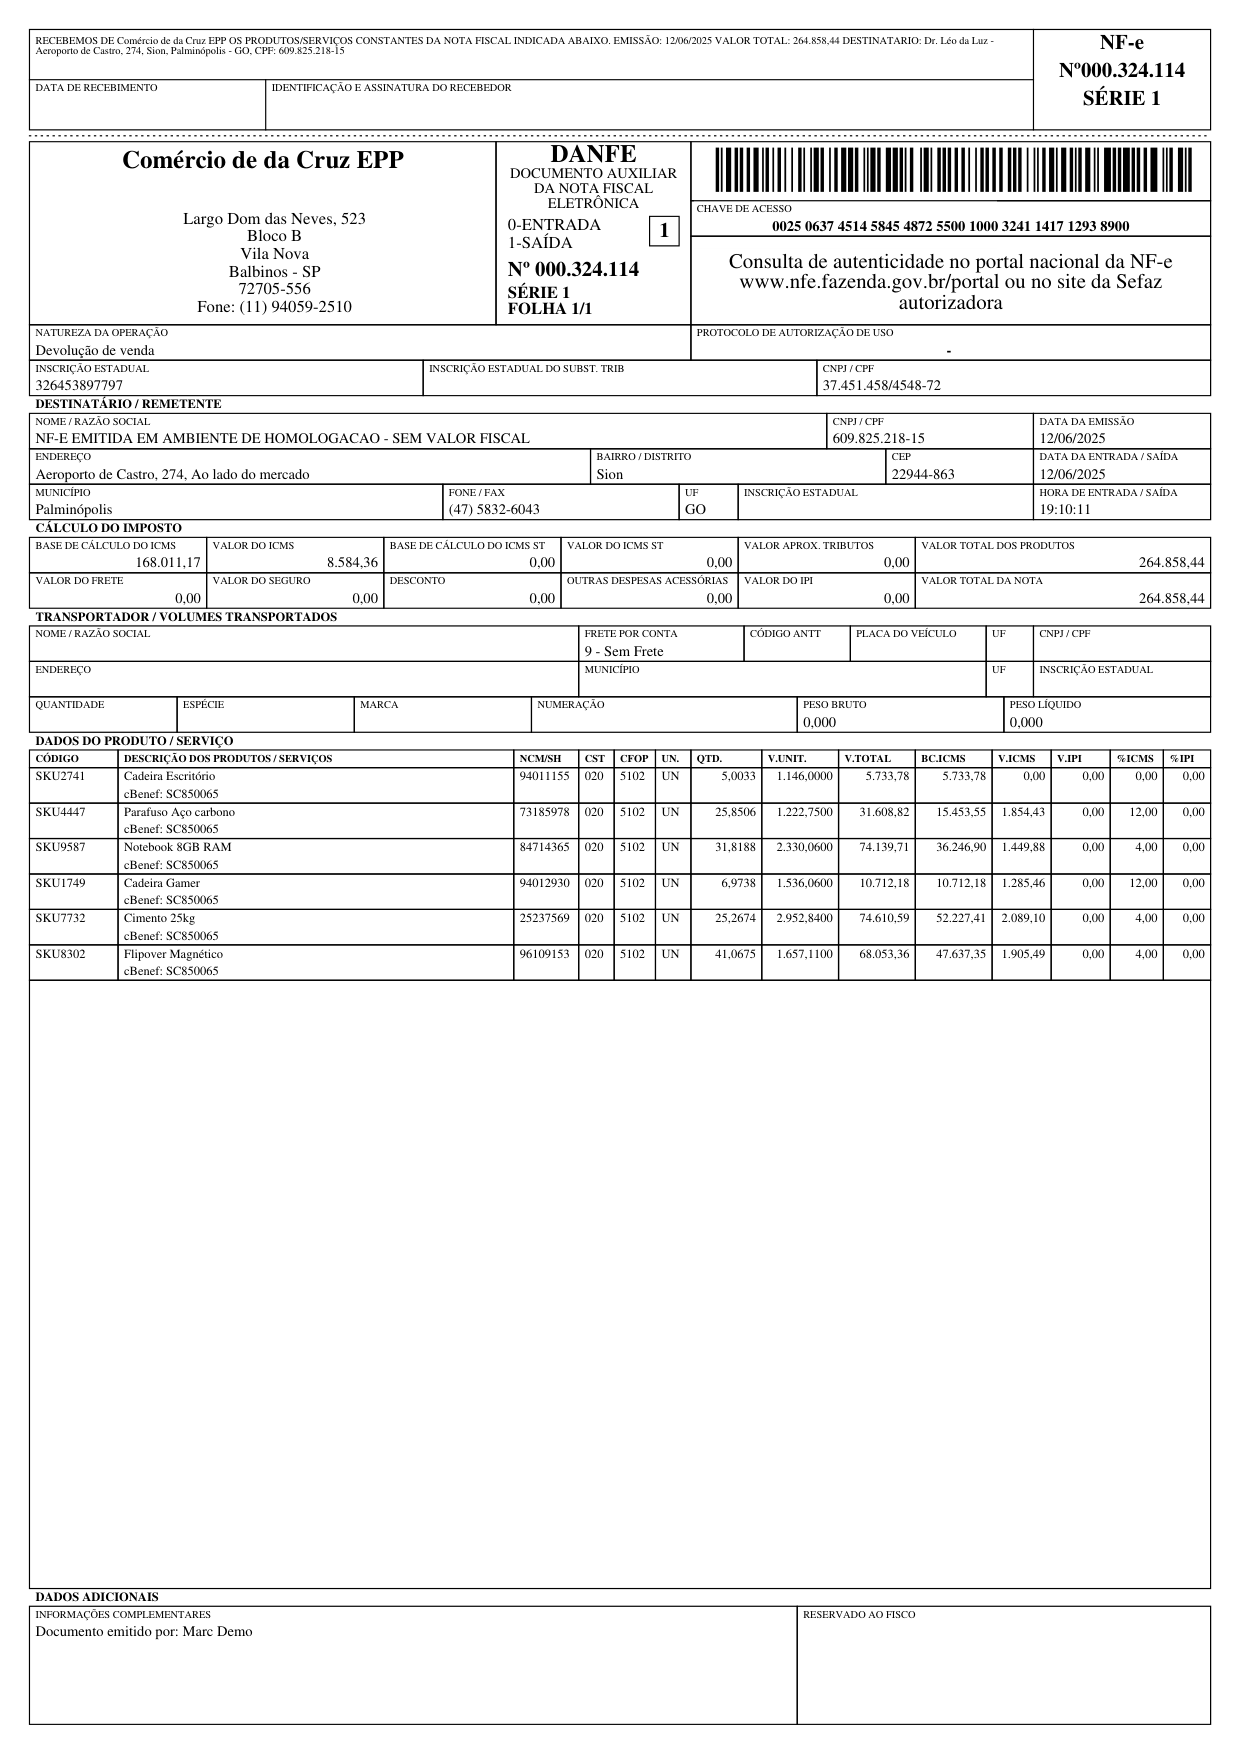 RECEBEMOS DE Comércio de da Cruz EPP OS PRODUTOS/SERVIÇOS CONSTANTES DA NOTA FISCAL INDICADA ABAIXO. EMISSÃO: 12/06/2025 VALOR TOTAL: 264.858,44 DESTINATARIO: Dr. Léo da Luz -
Aeroporto de Castro, 274, Sion, Palminópolis - GO, CPF: 609.825.218-15
NF-e
Nº000.324.114
SÉRIE 1
DATA DE RECEBIMENTO IDENTIFICAÇÃO E ASSINATURA DO RECEBEDOR
Comércio de da Cruz EPP
Largo Dom das Neves, 523
Bloco B
Vila Nova
Balbinos - SP
72705-556
Fone: (11) 94059-2510
DANFE
DOCUMENTO AUXILIAR
DA NOTA FISCAL
ELETRÔNICA
0-ENTRADA
1-SAÍDA
1
Nº 000.324.114
SÉRIE 1
FOLHA 1/1
CHAVE DE ACESSO
0025 0637 4514 5845 4872 5500 1000 3241 1417 1293 8900
Consulta de autenticidade no portal nacional da NF-e
www.nfe.fazenda.gov.br/portal ou no site da Sefaz
autorizadora
NATUREZA DA OPERAÇÃO PROTOCOLO DE AUTORIZAÇÃO DE USO
Devolução de venda -
INSCRIÇÃO ESTADUAL INSCRIÇÃO ESTADUAL DO SUBST. TRIB CNPJ / CPF
326453897797 37.451.458/4548-72
DESTINATÁRIO / REMETENTE
NOME / RAZÃO SOCIAL CNPJ / CPF DATA DA EMISSÃO
NF-E EMITIDA EM AMBIENTE DE HOMOLOGACAO - SEM VALOR FISCAL 609.825.218-15 12/06/2025
ENDEREÇO BAIRRO / DISTRITO CEP DATA DA ENTRADA / SAÍDA
Aeroporto de Castro, 274, Ao lado do mercado Sion 22944-863 12/06/2025
MUNICÍPIO FONE / FAX UF INSCRIÇÃO ESTADUAL HORA DE ENTRADA / SAÍDA
Palminópolis (47) 5832-6043 GO 19:10:11
CÁLCULO DO IMPOSTO
BASE DE CÁLCULO DO ICMS VALOR DO ICMS BASE DE CÁLCULO DO ICMS ST VALOR DO ICMS ST VALOR APROX. TRIBUTOS VALOR TOTAL DOS PRODUTOS
168.011,17 8.584,36 0,00 0,00 0,00 264.858,44
VALOR DO FRETE VALOR DO SEGURO DESCONTO OUTRAS DESPESAS ACESSÓRIAS VALOR DO IPI VALOR TOTAL DA NOTA
0,00 0,00 0,00 0,00 0,00 264.858,44
TRANSPORTADOR / VOLUMES TRANSPORTADOS
NOME / RAZÃO SOCIAL FRETE POR CONTA CÓDIGO ANTT PLACA DO VEÍCULO UF CNPJ / CPF
9 - Sem Frete
ENDEREÇO MUNICÍPIO UF INSCRIÇÃO ESTADUAL
QUANTIDADE ESPÉCIE MARCA NUMERAÇÃO PESO BRUTO PESO LÍQUIDO
0,000 0,000
DADOS DO PRODUTO / SERVIÇO
CÓDIGO DESCRIÇÃO DOS PRODUTOS / SERVIÇOS NCM/SH CST CFOP UN. QTD. V.UNIT. V.TOTAL BC.ICMS V.ICMS V.IPI %ICMS %IPI
SKU2741 Cadeira Escritório 94011155 020 5102 UN 5,0033 1.146,0000 5.733,78 5.733,78 0,00 0,00 0,00 0,00
cBenef: SC850065
SKU4447 Parafuso Aço carbono 73185978 020 5102 UN 25,8506 1.222,7500 31.608,82 15.453,55 1.854,43 0,00 12,00 0,00
cBenef: SC850065
SKU9587 Notebook 8GB RAM 84714365 020 5102 UN 31,8188 2.330,0600 74.139,71 36.246,90 1.449,88 0,00 4,00 0,00
cBenef: SC850065
SKU1749 Cadeira Gamer 94012930 020 5102 UN 6,9738 1.536,0600 10.712,18 10.712,18 1.285,46 0,00 12,00 0,00
cBenef: SC850065
SKU7732 Cimento 25kg 25237569 020 5102 UN 25,2674 2.952,8400 74.610,59 52.227,41 2.089,10 0,00 4,00 0,00
cBenef: SC850065
SKU8302 Flipover Magnético 96109153 020 5102 UN 41,0675 1.657,1100 68.053,36 47.637,35 1.905,49 0,00 4,00 0,00
cBenef: SC850065
DADOS ADICIONAIS
INFORMAÇÕES COMPLEMENTARES RESERVADO AO FISCO
Documento emitido por: Marc Demo